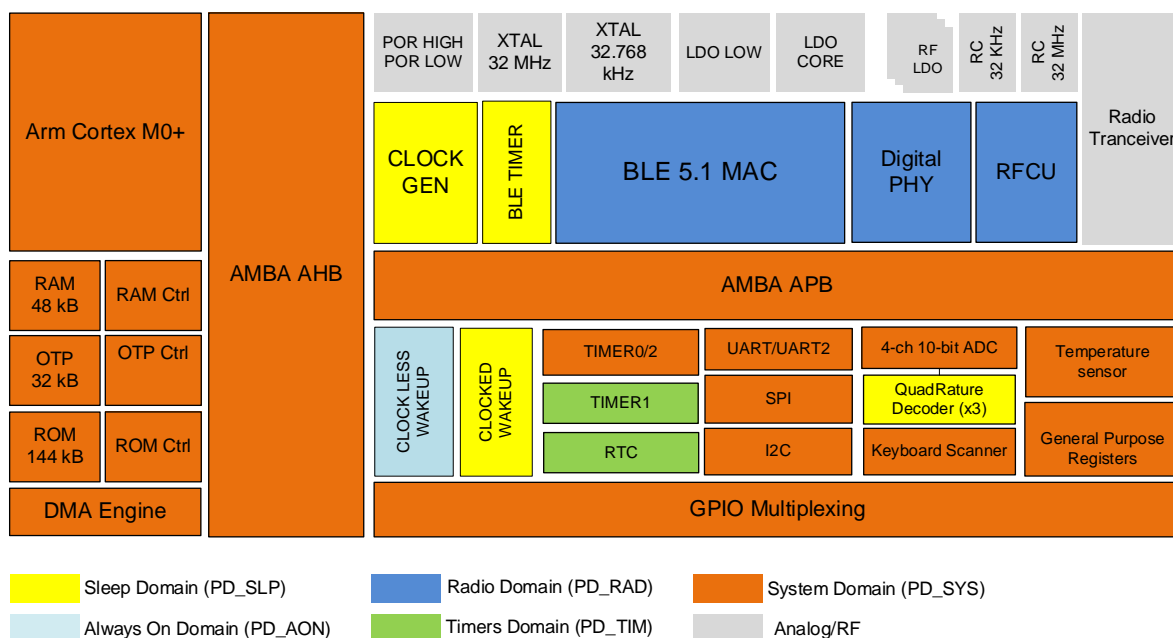 POR HIGH
POR LOW
XTAL
32 MHz
XTAL
32.768
kHz
LDO LOW
LDO
CORE
RF
LDO
RC
32 KHz
RC
32 MHz
Radio
Tranceiver
Arm Cortex M0+
AMBA AHB
CLOCK
GEN
BLE TIMER
BLE 5.1 MAC
Digital
PHY
RFCU
RAM
48 kB
RAM Ctrl
AMBA APB
OTP
32 kB
OTP Ctrl
ROM
144 kB
ROM Ctrl
DMA Engine
CLOCK LESS
WAKEUP
CLOCKED
WAKEUP
TIMER0/2
TIMER1
RTC
UART/UART2
SPI
I2C
4-ch 10-bit ADC
QuadRature
Decoder (x3)
Keyboard Scanner
Temperature
sensor
General Purpose
Registers
GPIO Multiplexing
Sleep Domain (PD_SLP)
Radio Domain (PD_RAD)
System Domain (PD_SYS)
Always On Domain (PD_AON)
Timers Domain (PD_TIM)
Analog/RF